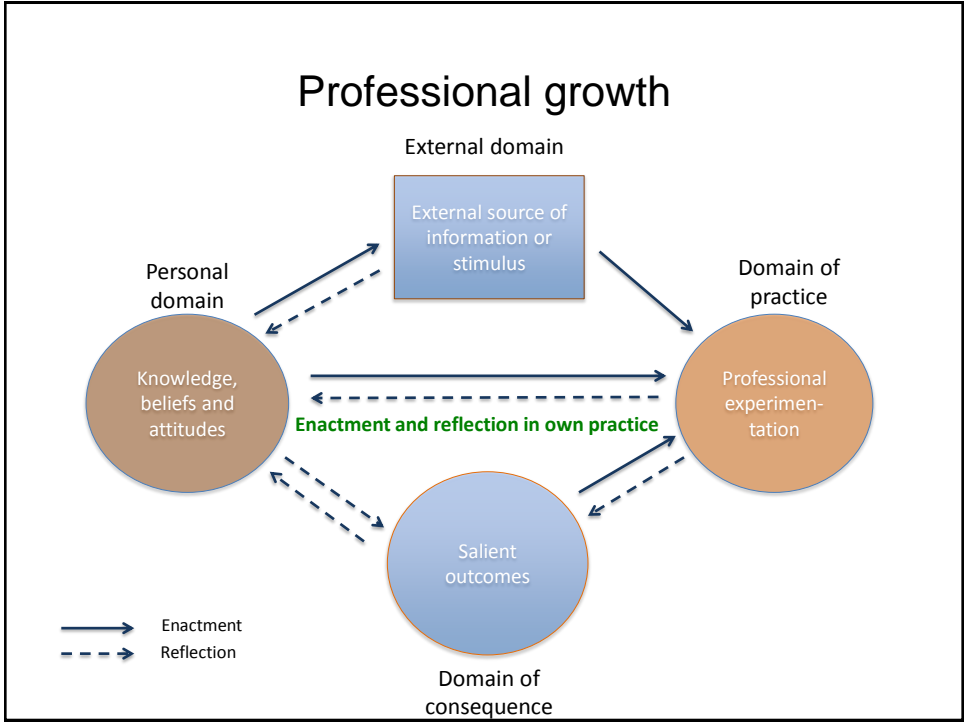 Professional growth
External domain
External source of
information or
stimulus
Personal
domain
Domain of
practice
Knowledge,
beliefs and
attitudes
Professional
experimen-
tation
Enactment and reflection in own practice
Salient
outcomes
Enactment
Reflection
Domain of
consequence